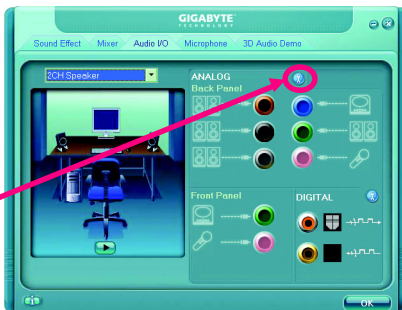 GIGABYTE
TECHNOLOGY
Sound Effect Mixer Audio I/O Microphone 3D Audio Demo
2CH Speaker
ANALOG
Back Panel
Front Panel
DIGITAL
OK